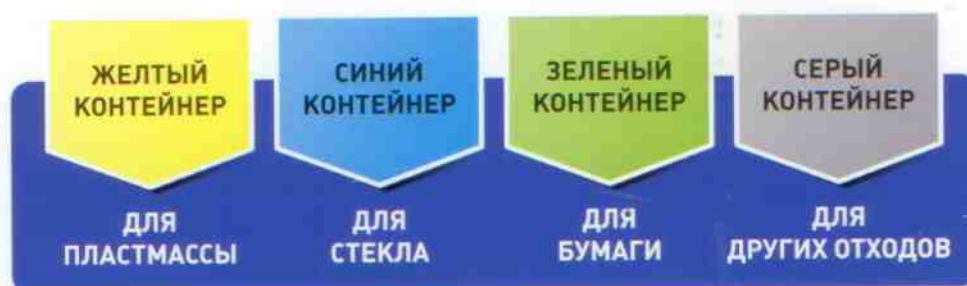 ЖЕЛТЫЙ
КОНТЕЙНЕР
ДЛЯ
ПЛАСТМАССЫ
СИНИЙ
КОНТЕЙНЕР
ДЛЯ
СТЕКЛА
ЗЕЛЕНЫЙ
КОНТЕЙНЕР
ДЛЯ
БУМАГИ
СЕРЫЙ
КОНТЕЙНЕР
ДЛЯ
ДРУГИХ ОТХОДОВ